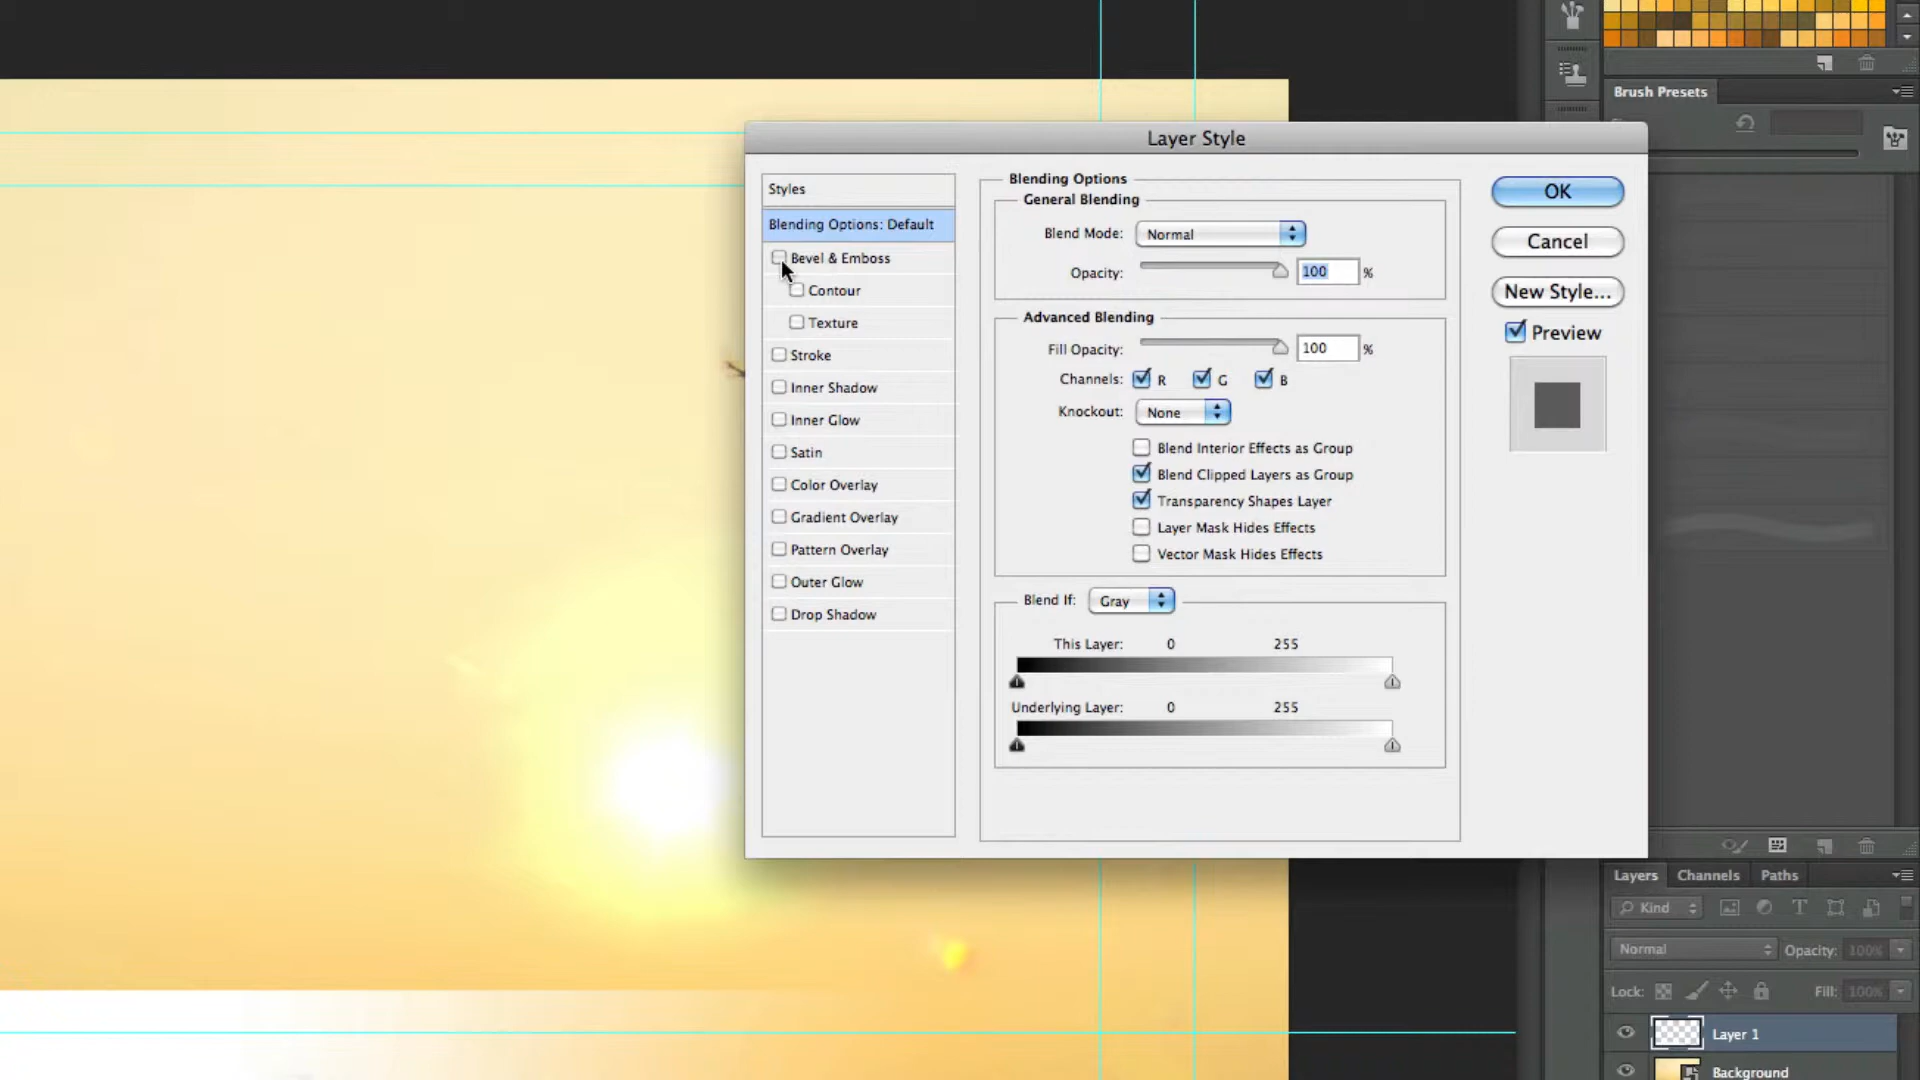 Brush Presets
Layer Style
Styles
Blending Options: Default
Bevel & Emboss
Contour
Texture
Stroke
Inner Shadow
Inner Glow
Satin
Color Overlay
Gradient Overlay
Pattern Overlay
Outer Glow
Drop Shadow
Blending Options
General Blending
Blend Mode: Normal
Opacity: 100 %
Advanced Blending
Fill Opacity: 100 %
Channels: R G B
Knockout: None
Blend Interior Effects as Group
Blend Clipped Layers as Group
Transparency Shapes Layer
Layer Mask Hides Effects
Vector Mask Hides Effects
Blend If: Gray
This Layer: 0 255
Underlying Layer: 0 255
OK
Cancel
New Style...
Preview
Layers Channels Paths
Kind
Normal Opacity: 100%
Lock: Fill: 100%
Layer 1
Background